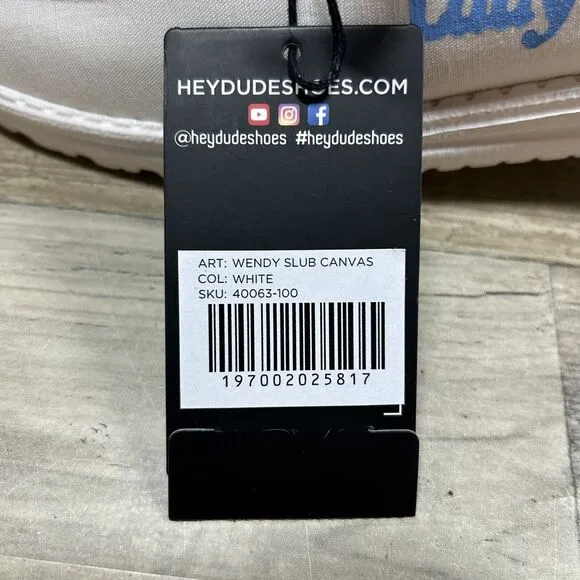 HEYDUDESHOES.COM
@heydudeshoes #heydudeshoes
ART: WENDY SLUB CANVAS
COL: WHITE
SKU: 40063-100
197002025817